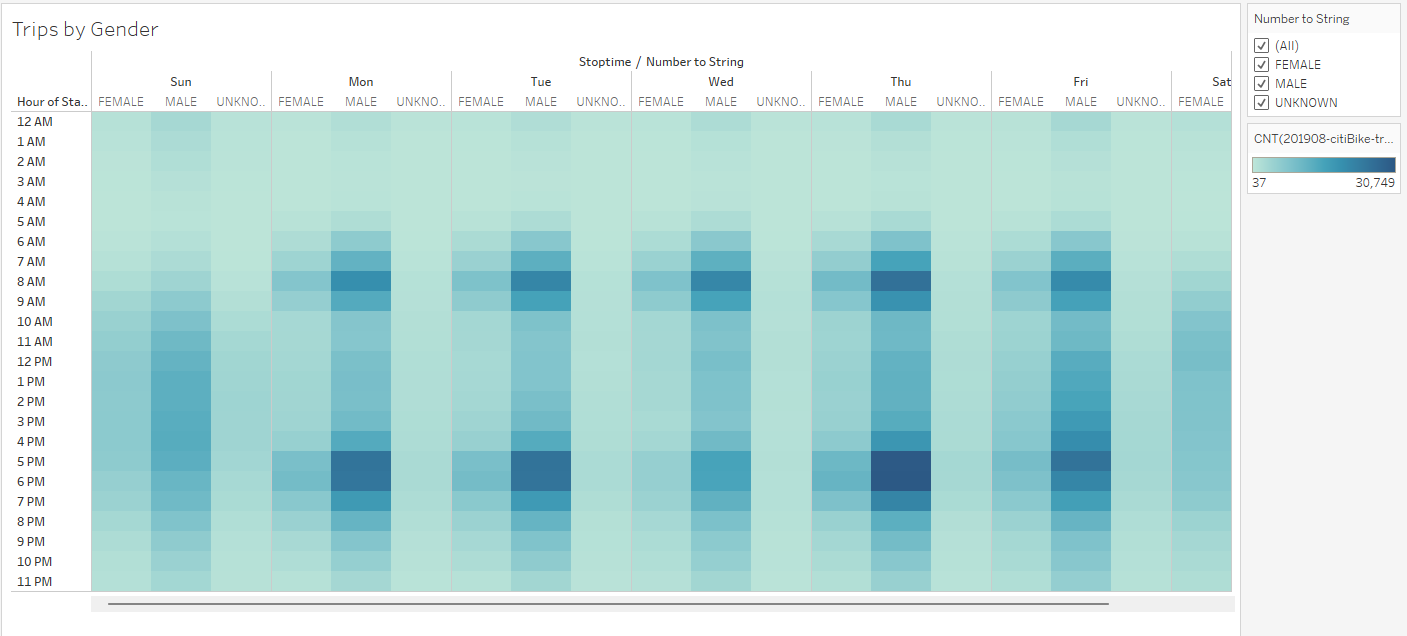 Trips by Gender
Stoptime / Number to String
Sun Mon Tue Wed Thu Fri Sat
Hour of Sta.. FEMALE MALE UNKNO.. FEMALE MALE UNKNO.. FEMALE MALE UNKNO.. FEMALE MALE UNKNO.. FEMALE MALE UNKNO.. FEMALE MALE UNKNO.. FEMALE
12 AM
1 AM
2 AM
3 AM
4 AM
5 AM
6 AM
7 AM
8 AM
9 AM
10 AM
11 AM
12 PM
1 PM
2 PM
3 PM
4 PM
5 PM
6 PM
7 PM
8 PM
9 PM
10 PM
11 PM
Number to String
(All)
FEMALE
MALE
UNKNOWN
CNT(201908-citiBike-tr...
37 30,749